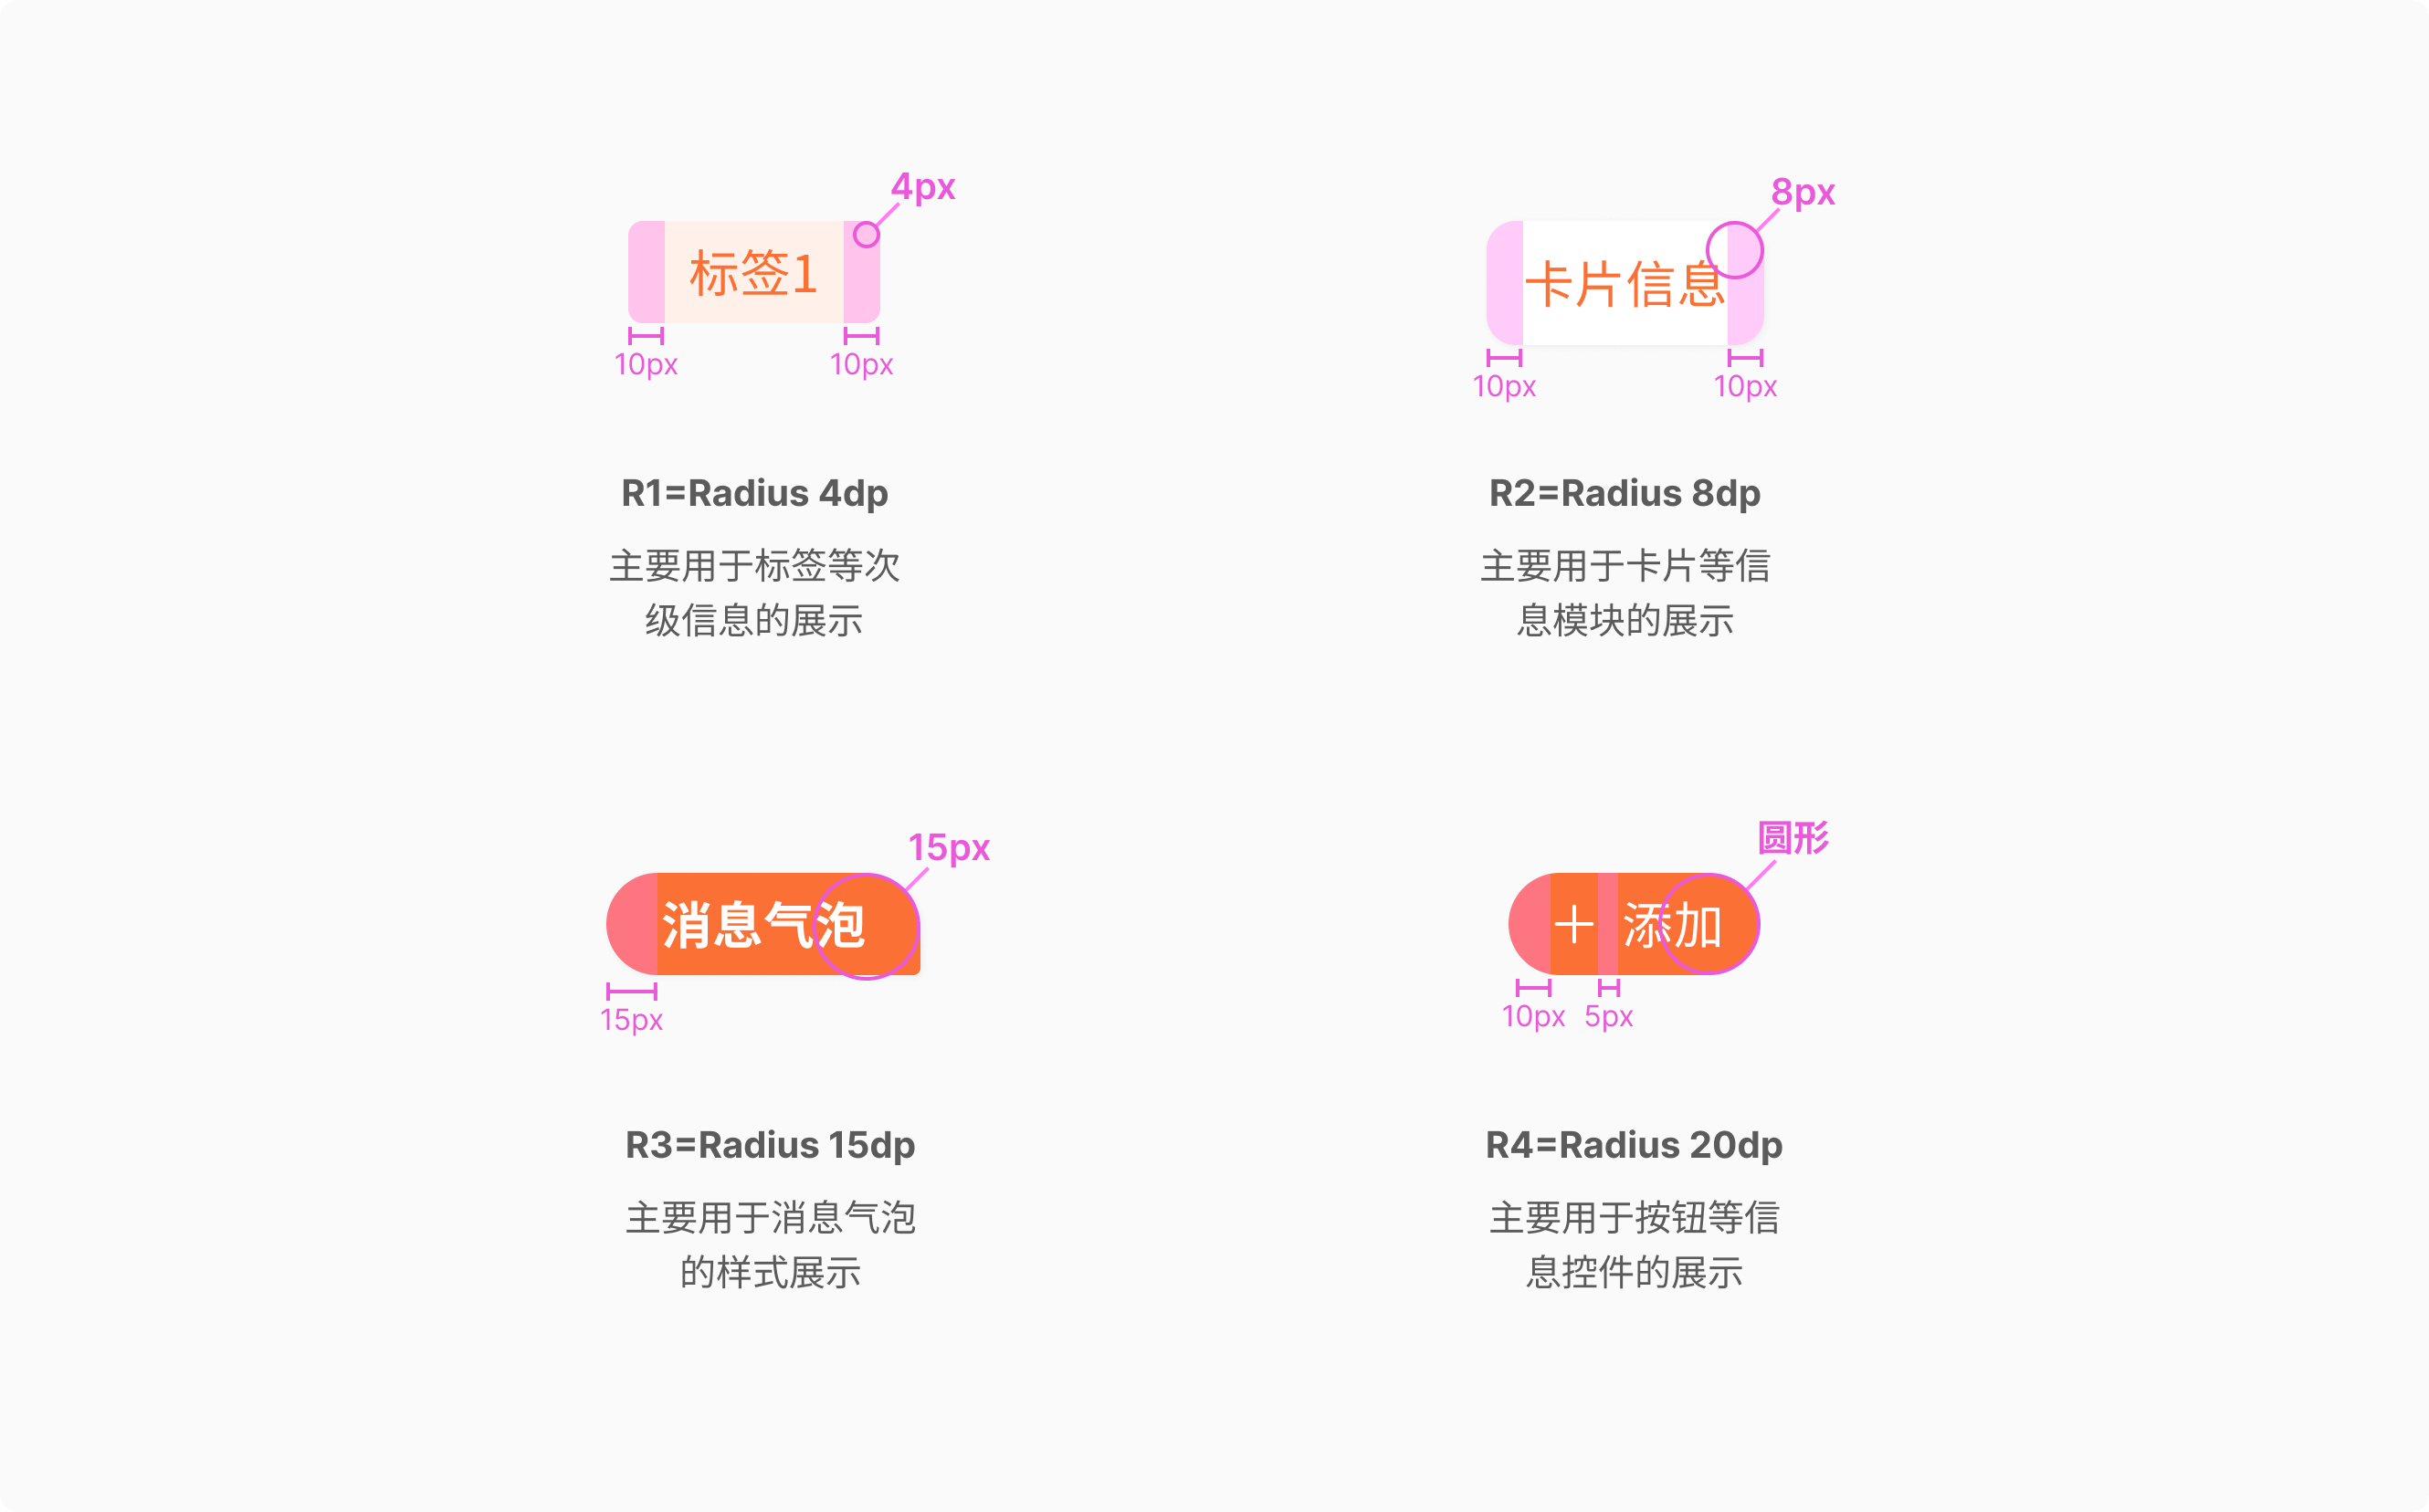 4px
标签1
10px
10px
R1=Radius 4dp
主要用于标签等次
级信息的展示
8px
卡片信息
10px
10px
R2=Radius 8dp
主要用于卡片等信
息模块的展示
15px
消息气泡
15px
R3=Radius 15dp
主要用于消息气泡
的样式展示
圆形
＋ 添加
10px
5px
R4=Radius 20dp
主要用于按钮等信
息控件的展示